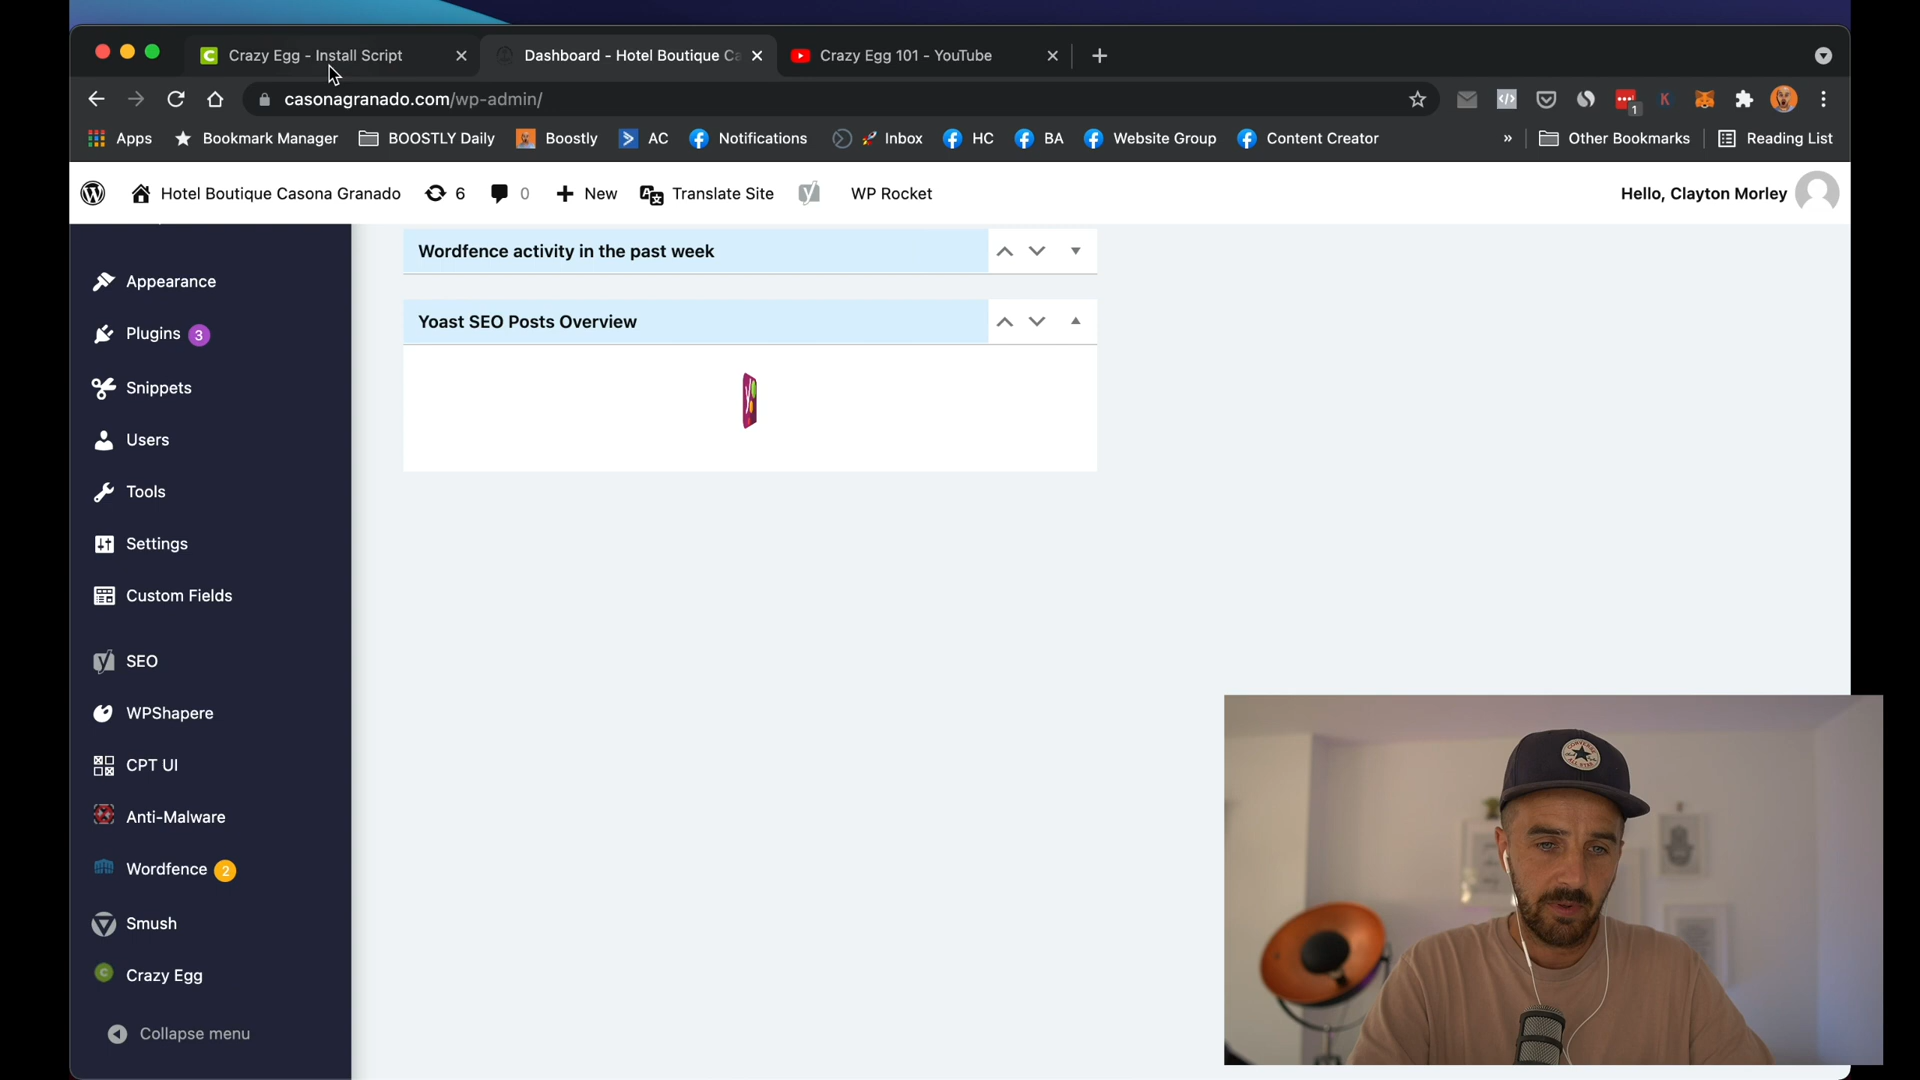 Crazy Egg - Install Script
Dashboard - Hotel Boutique Ca
Crazy Egg 101 - YouTube
casonagranado.com/wp-admin/
1
Apps
Bookmark Manager
BOOSTLY Daily
Boostly
AC
Notifications
Inbox
HC
BA
Website Group
Content Creator
»
Other Bookmarks
Reading List
Hotel Boutique Casona Granado
6
0
New
Translate Site
WP Rocket
Hello, Clayton Morley
Appearance
Plugins 3
Snippets
Users
Tools
Settings
Custom Fields
SEO
WPShapere
CPT UI
Anti-Malware
Wordfence 2
Smush
Crazy Egg
Collapse menu
Wordfence activity in the past week
Yoast SEO Posts Overview